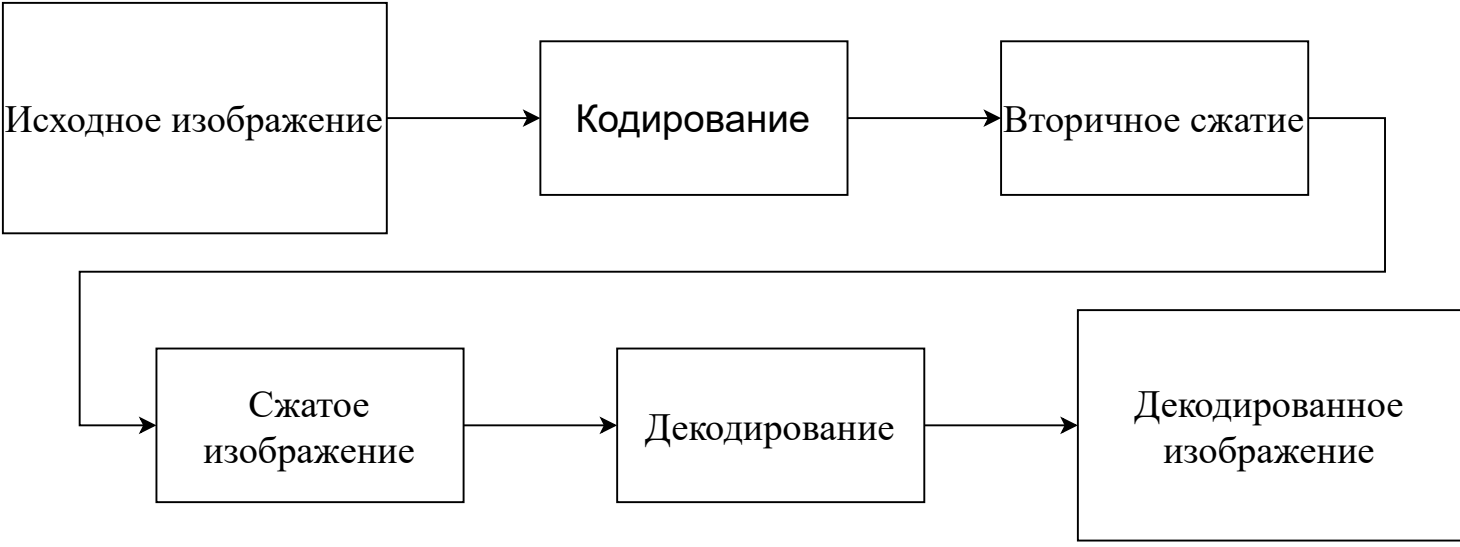 Исходное изображение
Кодирование
Вторичное сжатие
Сжатое
изображение
Декодирование
Декодированное
изображение